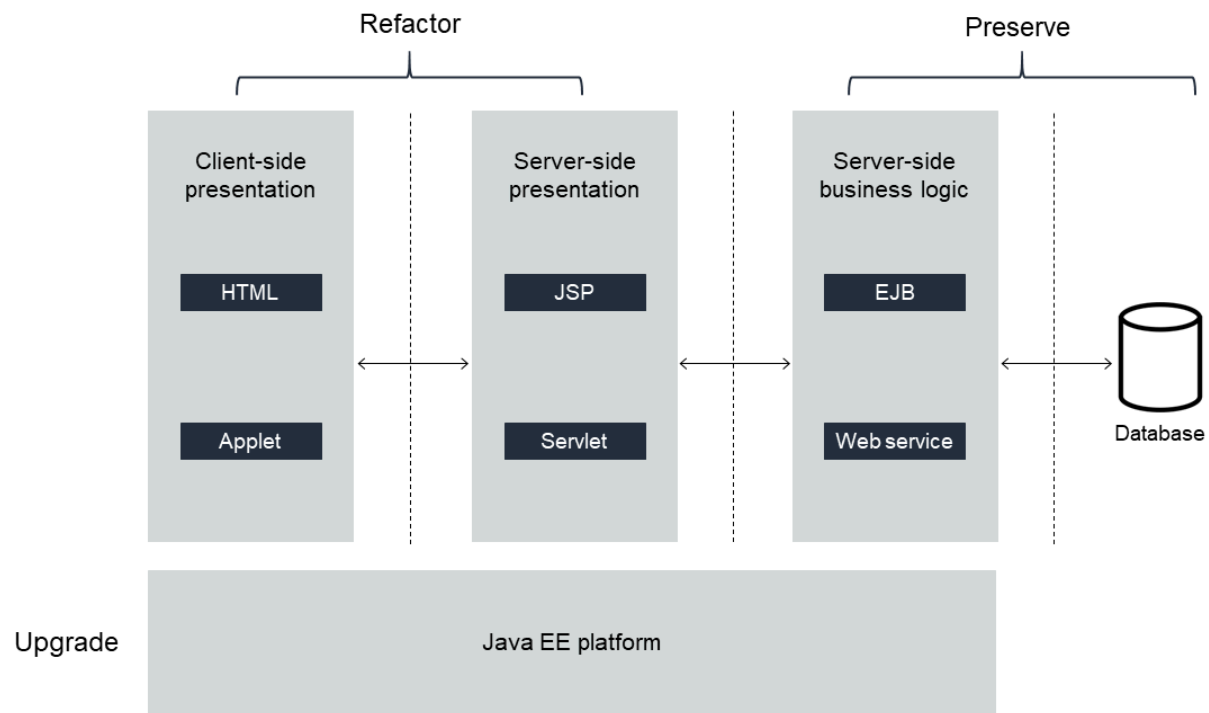 Refactor
Preserve
Client-side
presentation
HTML
Applet
Server-side
presentation
JSP
Servlet
Server-side
business logic
EJB
Web service
Database
Upgrade
Java EE platform